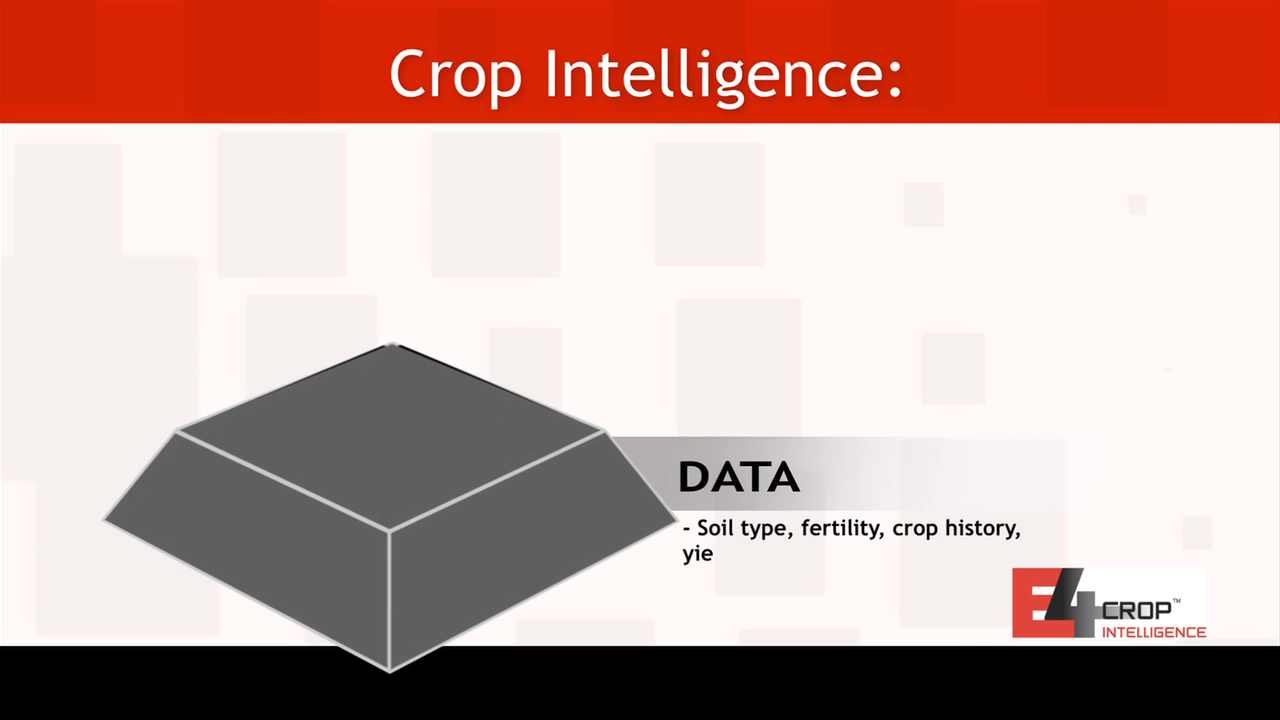 Crop Intelligence:
DATA
- Soil type, fertility, crop history,
yie
E4 CROP™
INTELLIGENCE